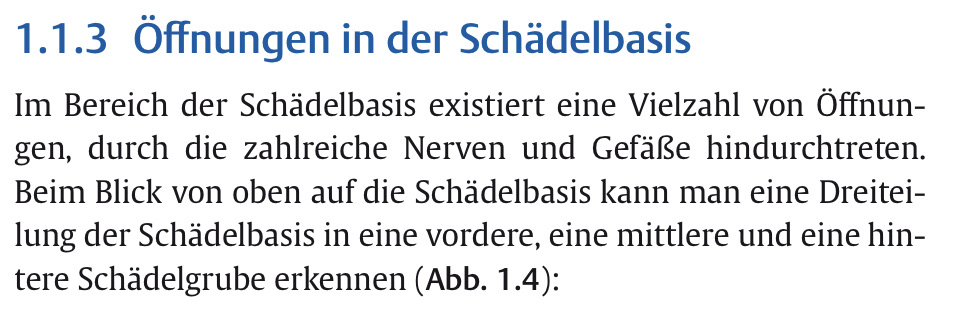 1.1.3 Öffnungen in der Schädelbasis
Im Bereich der Schädelbasis existiert eine Vielzahl von Öffnun-
gen, durch die zahlreiche Nerven und Gefäße hindurchtreten.
Beim Blick von oben auf die Schädelbasis kann man eine Dreitei-
lung der Schädelbasis in eine vordere, eine mittlere und eine hin-
tere Schädelgrube erkennen (Abb. 1.4):